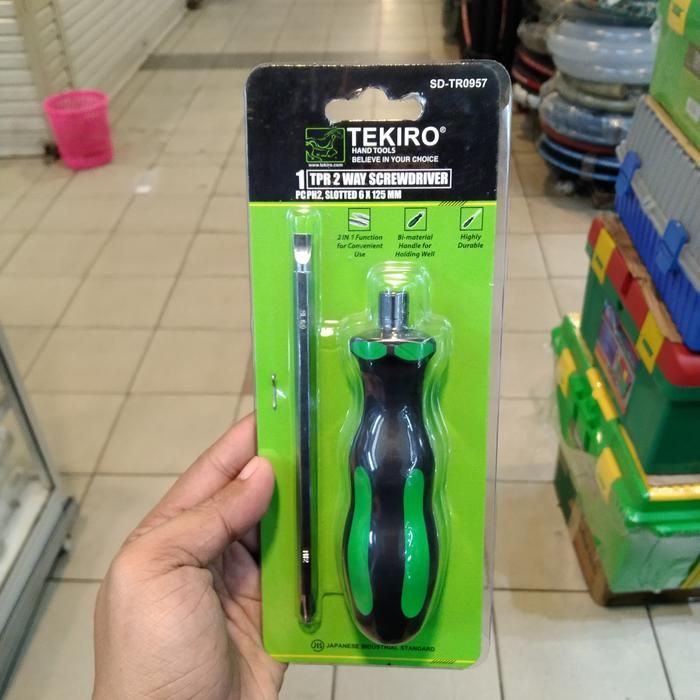 SD-TR0957
TEKIRO®
HAND TOOLS
BELIEVE IN YOUR CHOICE
www.tekiro.com
1 TPR 2 WAY SCREWDRIVER
PC PH2, SLOTTED 6 X 125 MM
2 IN 1 Function for Convenient Use
Bi-material Handle for Holding Well
Highly Durable
JIS JAPANESE INDUSTRIAL STANDARD